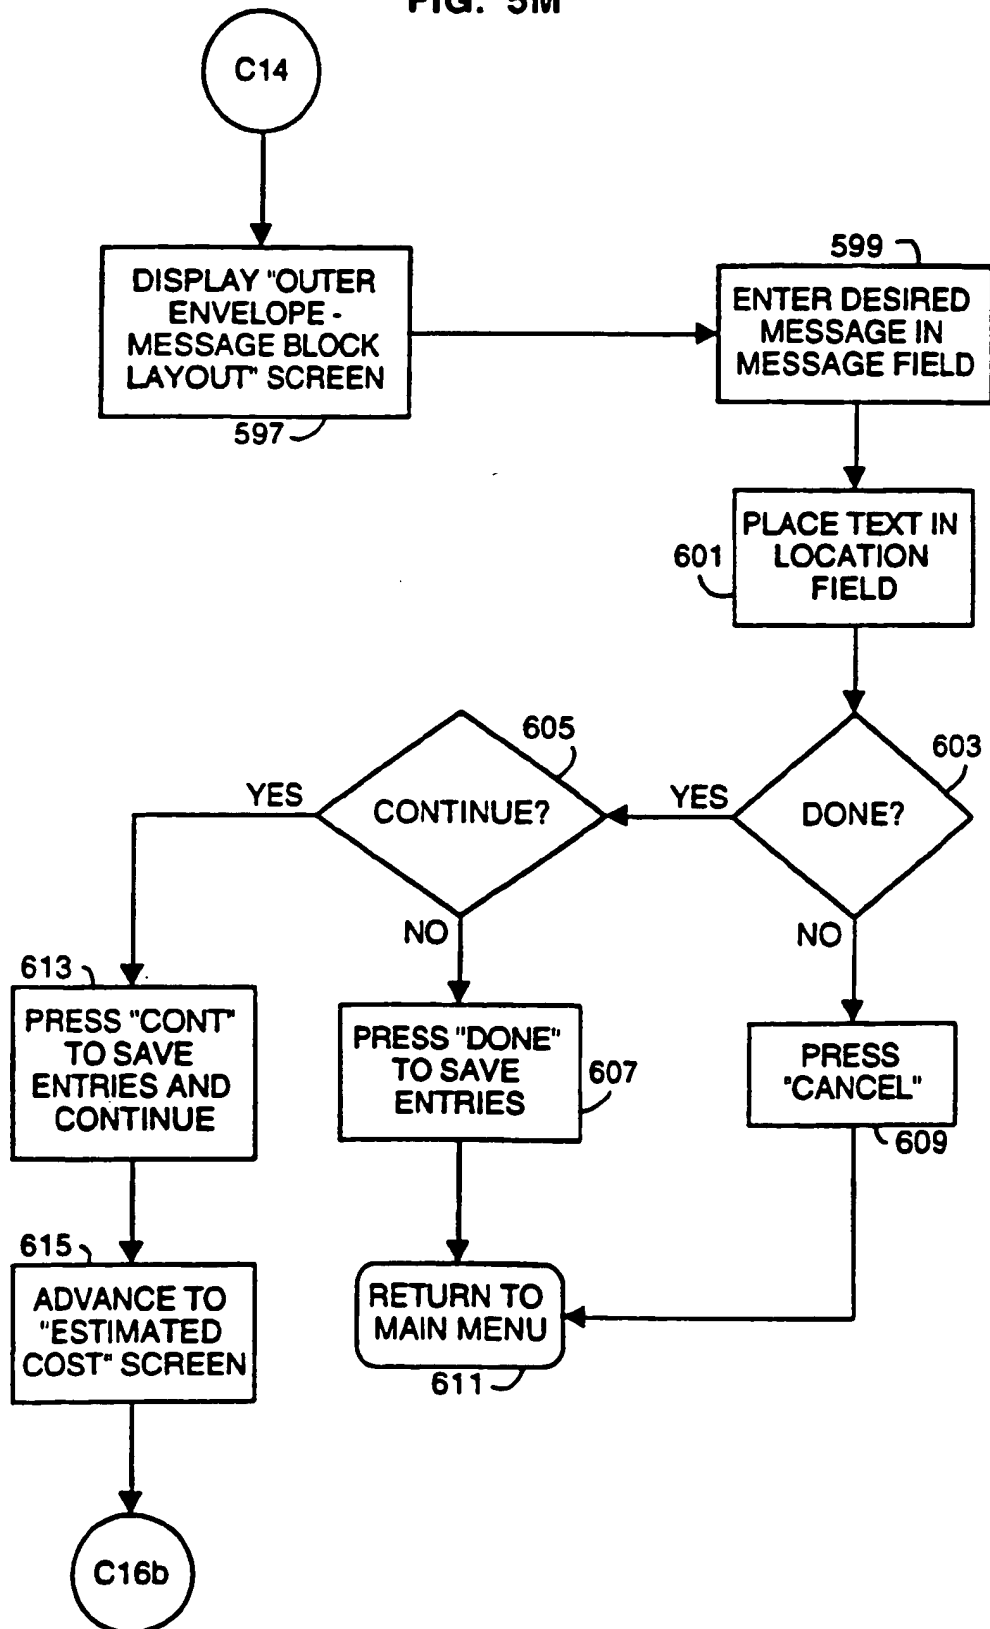 FIG. 5M
C14
DISPLAY "OUTER
ENVELOPE -
MESSAGE BLOCK
LAYOUT" SCREEN
597
599
ENTER DESIRED
MESSAGE IN
MESSAGE FIELD
601
PLACE TEXT IN
LOCATION
FIELD
603
DONE?
YES
NO
605
CONTINUE?
YES
NO
613
PRESS "CONT"
TO SAVE
ENTRIES AND
CONTINUE
PRESS "DONE"
TO SAVE
ENTRIES
607
PRESS
"CANCEL"
609
615
ADVANCE TO
"ESTIMATED
COST" SCREEN
RETURN TO
MAIN MENU
611
C16b